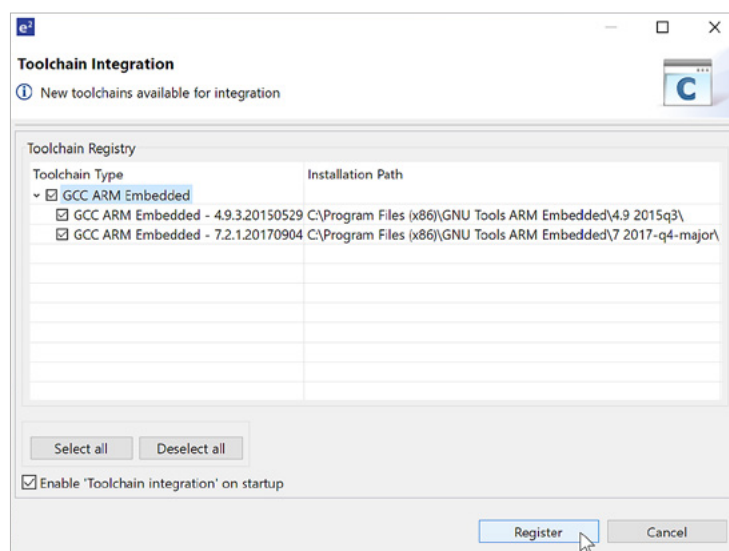 e²
Toolchain Integration
New toolchains available for integration
C
Toolchain Registry
Toolchain Type Installation Path
GCC ARM Embedded
GCC ARM Embedded - 4.9.3.20150529 C:\Program Files (x86)\GNU Tools ARM Embedded\4.9 2015q3\
GCC ARM Embedded - 7.2.1.20170904 C:\Program Files (x86)\GNU Tools ARM Embedded\7 2017-q4-major\
Select all Deselect all
Enable 'Toolchain integration' on startup
Register Cancel